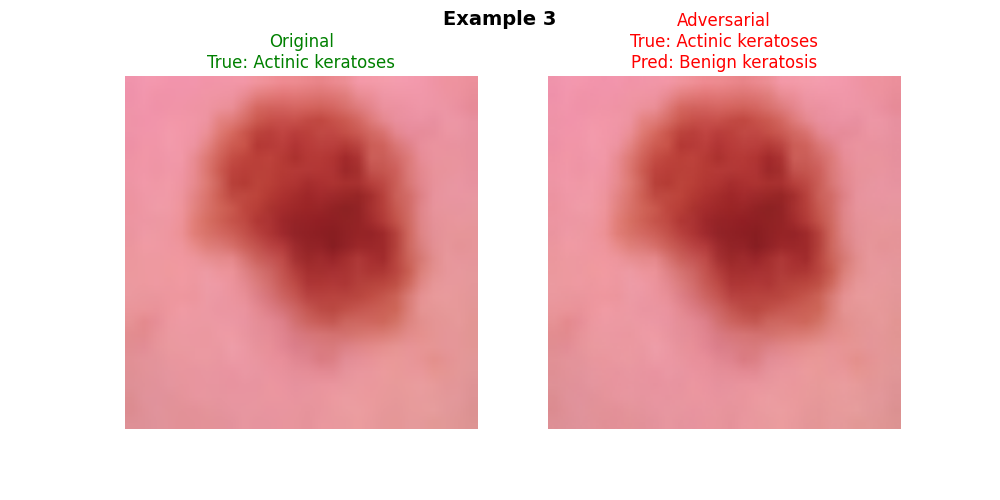 Example 3
Original
True: Actinic keratoses
Adversarial
True: Actinic keratoses
Pred: Benign keratosis